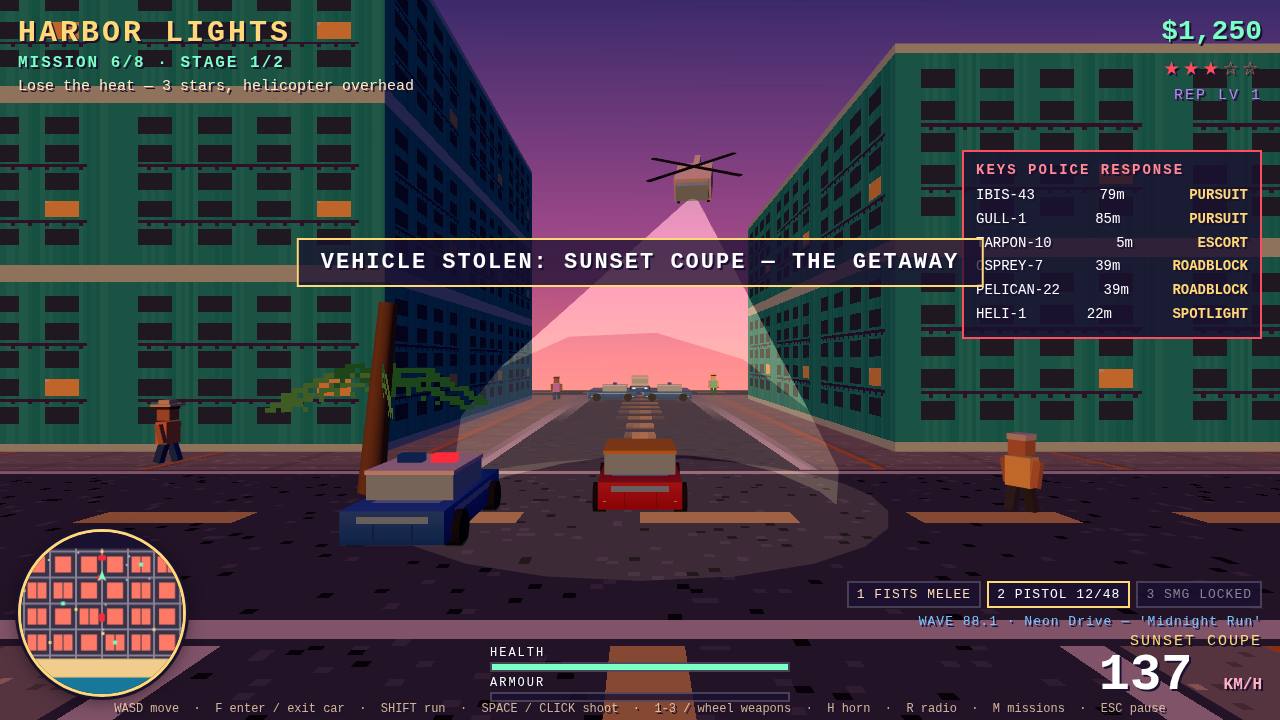 HARBOR LIGHTS
MISSION 6/8 · STAGE 1/2
Lose the heat — 3 stars, helicopter overhead
$1,250
★★★☆☆
REP LV 1
KEYS POLICE RESPONSE
IBIS-43 79m PURSUIT
GULL-1 85m PURSUIT
TARPON-10 5m ESCORT
OSPREY-7 39m ROADBLOCK
PELICAN-22 39m ROADBLOCK
HELI-1 22m SPOTLIGHT
VEHICLE STOLEN: SUNSET COUPE — THE GETAWAY
1 FISTS MELEE
2 PISTOL 12/48
3 SMG LOCKED
WAVE 88.1 · Neon Drive — 'Midnight Run'
SUNSET COUPE
137 KM/H
HEALTH
ARMOUR
WASD move · F enter / exit car · SHIFT run · SPACE / CLICK shoot · 1-3 / wheel weapons · H horn · R radio · M missions · ESC pause